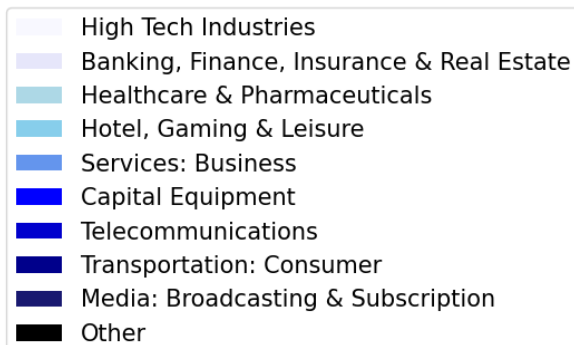 High Tech Industries
Banking, Finance, Insurance & Real Estate
Healthcare & Pharmaceuticals
Hotel, Gaming & Leisure
Services: Business
Capital Equipment
Telecommunications
Transportation: Consumer
Media: Broadcasting & Subscription
Other